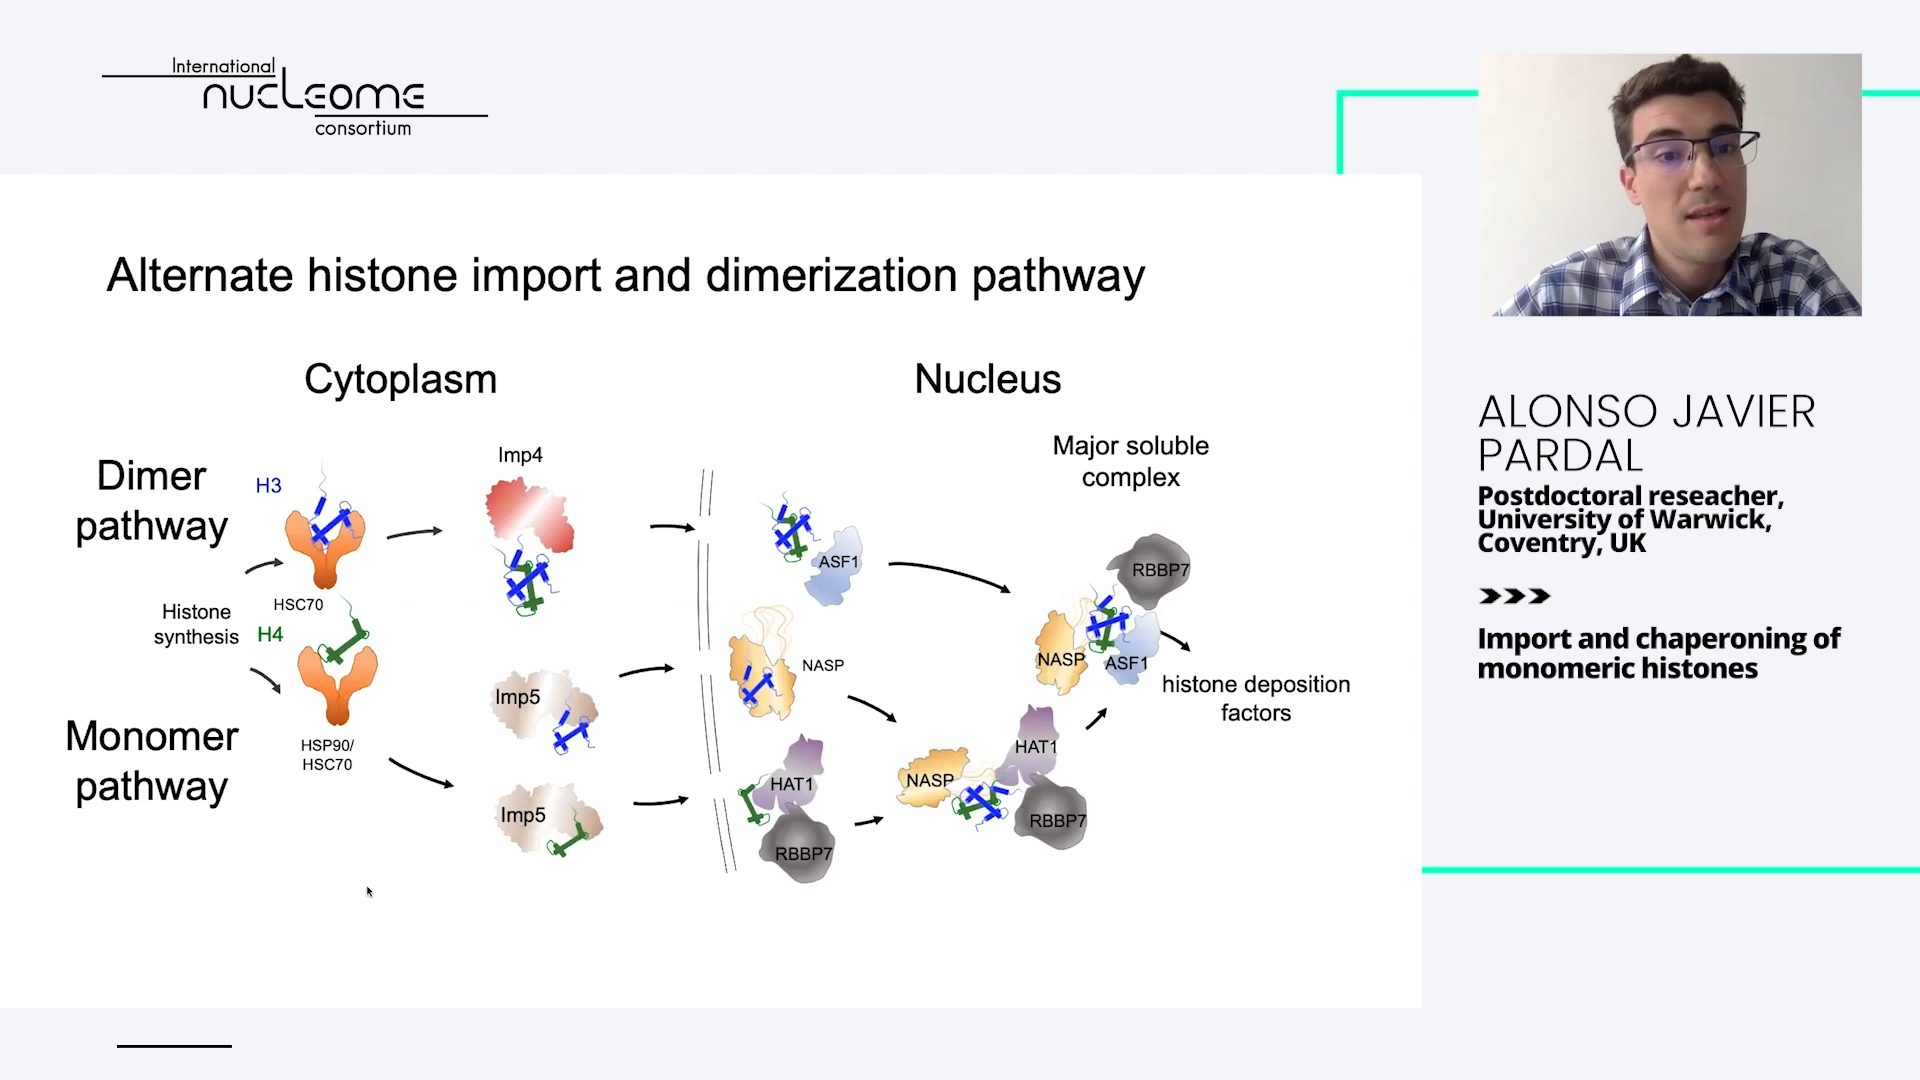 International
nucleome
consortium
Alternate histone import and dimerization pathway
Cytoplasm
Nucleus
Dimer
pathway
H3
HSC70
Histone
synthesis
H4
Monomer
pathway
HSP90/
HSC70
Imp4
Imp5
Imp5
ASF1
NASP
HAT1
RBBP7
NASP
HAT1
RBBP7
Major soluble
complex
RBBP7
NASP
ASF1
histone deposition
factors
ALONSO JAVIER
PARDAL
Postdoctoral reseacher,
University of Warwick,
Coventry, UK
Import and chaperoning of
monomeric histones